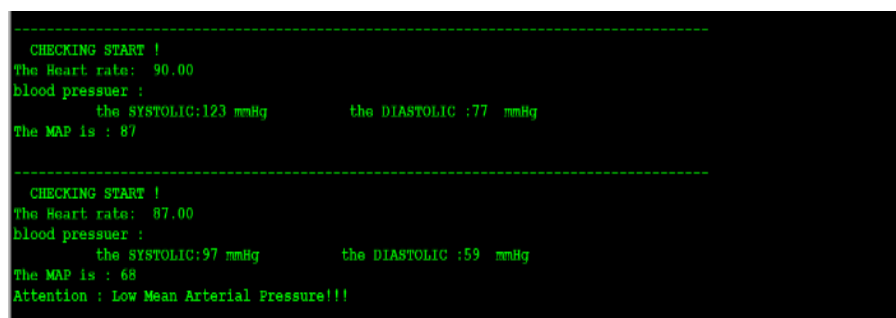 --------------------------------------------------------------------------------------
CHECKING START !
The Heart rate: 90.00
blood pressuer :
the SYSTOLIC:123 mmHg the DIASTOLIC :77 mmHg
The MAP is : 87
--------------------------------------------------------------------------------------
CHECKING START !
The Heart rate: 87.00
blood pressuer :
the SYSTOLIC:97 mmHg the DIASTOLIC :59 mmHg
The MAP is : 68
Attention : Low Mean Arterial Pressure!!!